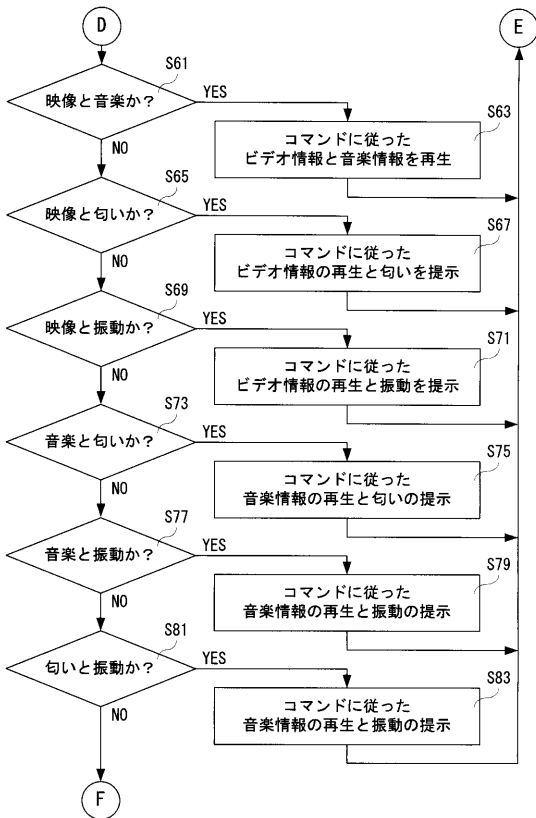 D
E
S61
映像と音楽か?
YES
S63
コマンドに従った
ビデオ情報と音楽情報を再生
NO
S65
映像と匂いか?
YES
S67
コマンドに従った
ビデオ情報の再生と匂いを提示
NO
S69
映像と振動か?
YES
S71
コマンドに従った
ビデオ情報の再生と振動を提示
NO
S73
音楽と匂いか?
YES
S75
コマンドに従った
音楽情報の再生と匂いの提示
NO
S77
音楽と振動か?
YES
S79
コマンドに従った
音楽情報の再生と振動の提示
NO
S81
匂いと振動か?
YES
S83
コマンドに従った
音楽情報の再生と振動の提示
NO
F